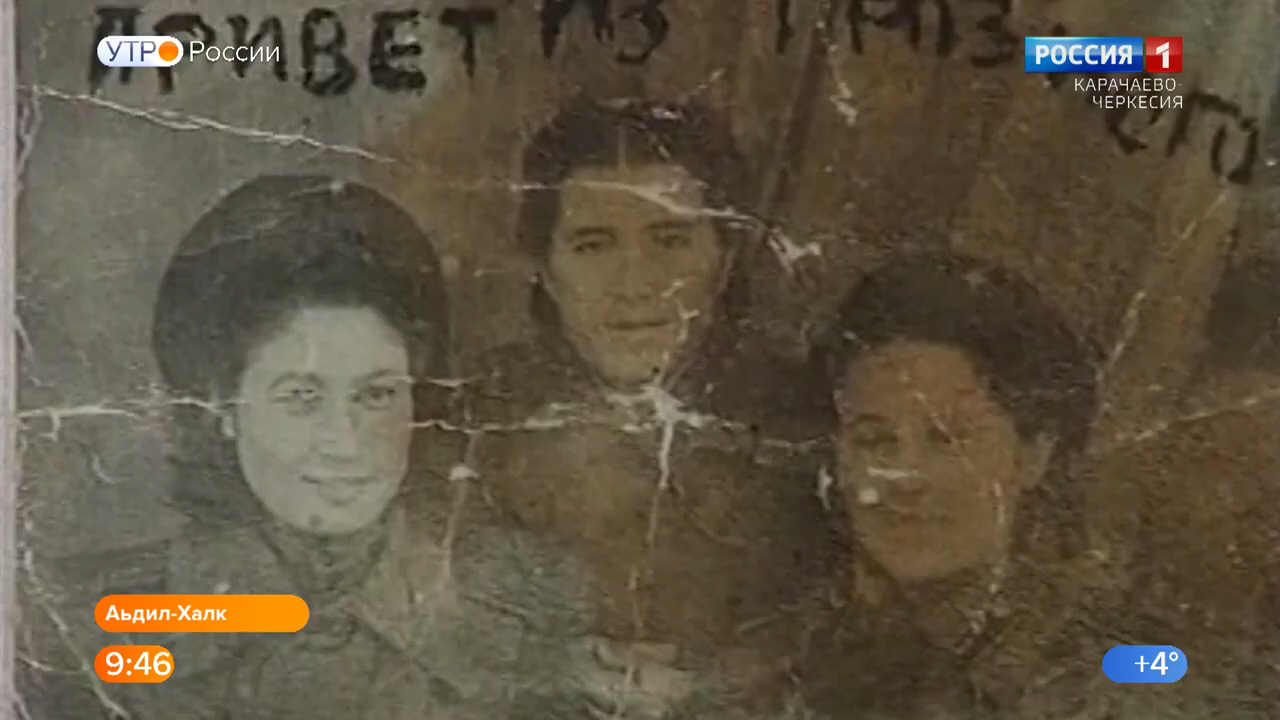 ПРИВЕТ ИЗ
УТРО России
РОССИЯ 1
КАРАЧАЕВО-
ЧЕРКЕСИЯ
Аьдил-Халк
9:46
+4°